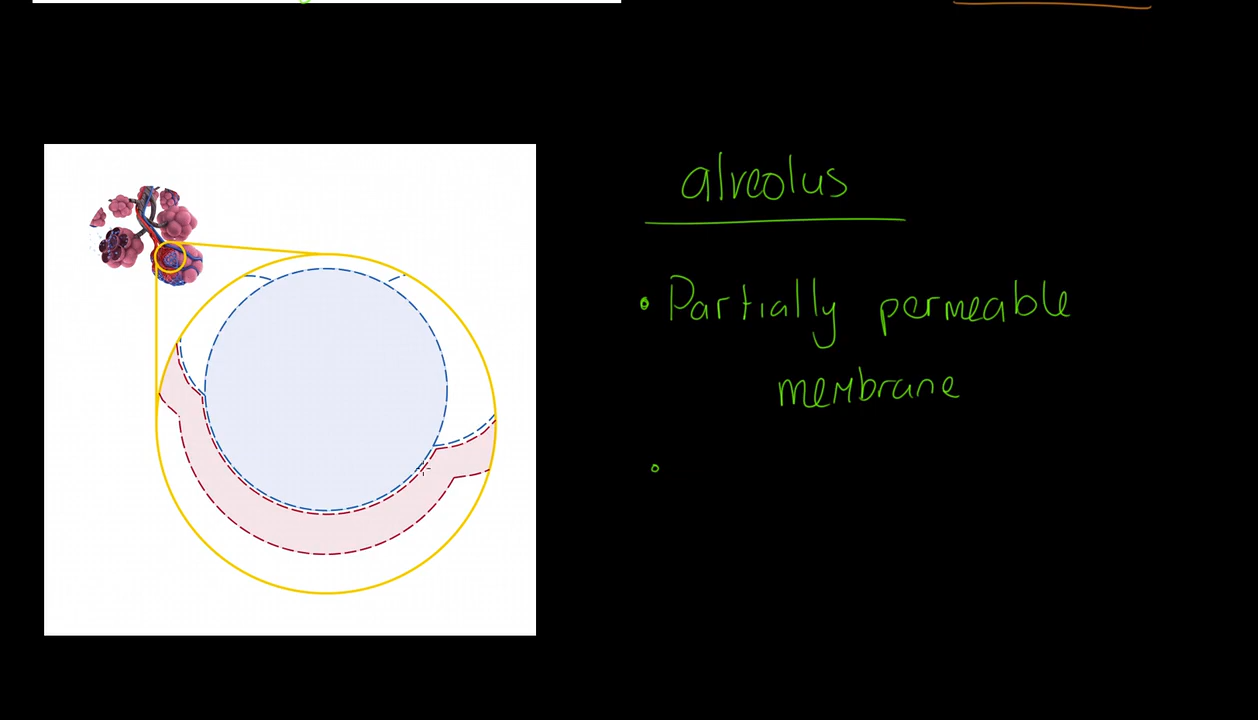 alveolus
• Partially permeable
membrane
•